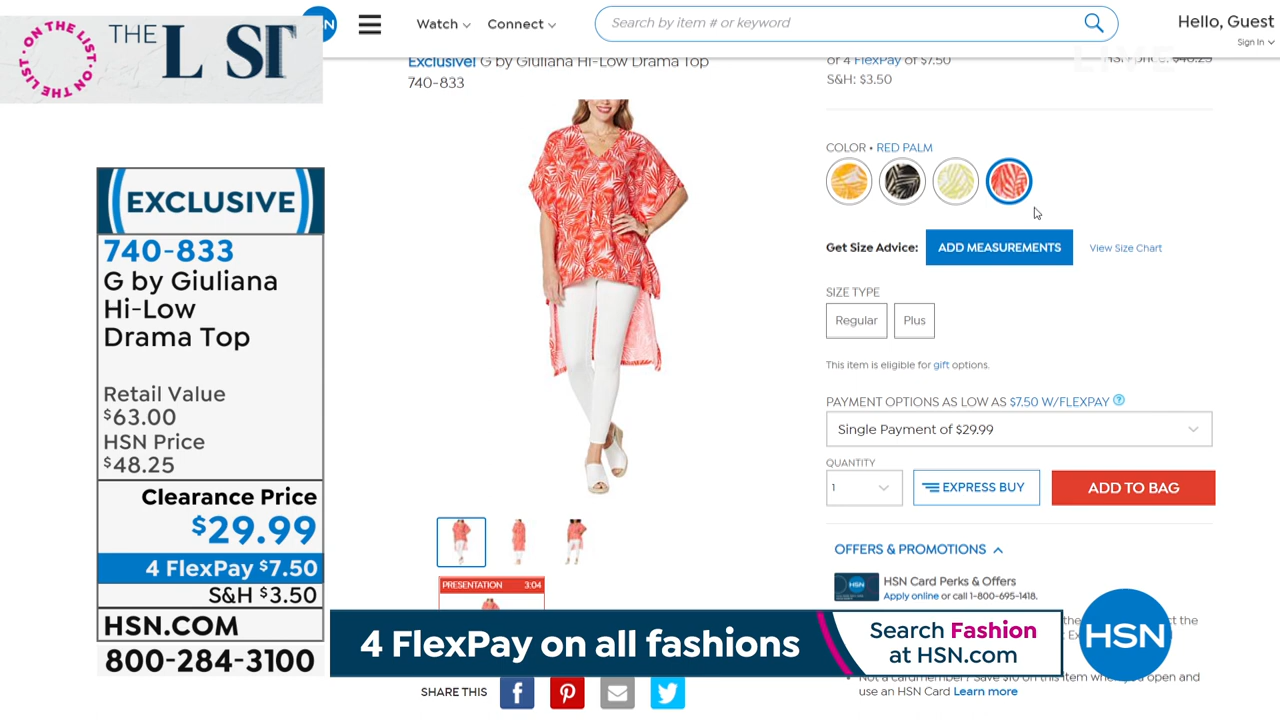 ON THE LIST • ON THE LIST •
THE
LIST
Watch
Connect
Search by item # or keyword
Hello, Guest
Sign In
LIVE
Exclusive! G by Giuliana Hi-Low Drama Top
740-833
or 4 FlexPay of $7.50
HSN Price: $48.25
S&H: $3.50
COLOR • RED PALM
Get Size Advice:
ADD MEASUREMENTS
View Size Chart
SIZE TYPE
Regular
Plus
This item is eligible for gift options.
PAYMENT OPTIONS AS LOW AS $7.50 W/FLEXPAY ?
Single Payment of $29.99
QUANTITY
1
EXPRESS BUY
ADD TO BAG
OFFERS & PROMOTIONS
HSN
HSN Card Perks & Offers
Apply online or call 1-800-695-1418.
PRESENTATION 3:04
SHARE THIS
Not a cardmember? Save $10 on this item when you open and
use an HSN Card Learn more
EXCLUSIVE
740-833
G by Giuliana
Hi-Low
Drama Top
Retail Value
$63.00
HSN Price
$48.25
Clearance Price
$29.99
4 FlexPay $7.50
S&H $3.50
HSN.COM
800-284-3100
4 FlexPay on all fashions
Search Fashion
at HSN.com
HSN